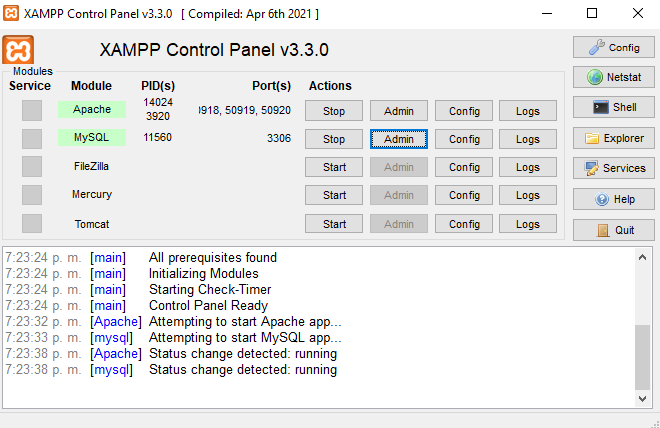 XAMPP Control Panel v3.3.0 [ Compiled: Apr 6th 2021 ]
XAMPP Control Panel v3.3.0
Config
Modules
Service Module PID(s) Port(s) Actions
Netstat
Apache 14024 3920 0918, 50919, 50920 Stop Admin Config Logs
Shell
MySQL 11560 3306 Stop Admin Config Logs
Explorer
FileZilla Start Admin Config Logs
Services
Mercury Start Admin Config Logs
Help
Tomcat Start Admin Config Logs
Quit
7:23:24 p. m. [main] All prerequisites found
7:23:24 p. m. [main] Initializing Modules
7:23:24 p. m. [main] Starting Check-Timer
7:23:24 p. m. [main] Control Panel Ready
7:23:32 p. m. [Apache] Attempting to start Apache app...
7:23:33 p. m. [mysql] Attempting to start MySQL app...
7:23:38 p. m. [Apache] Status change detected: running
7:23:38 p. m. [mysql] Status change detected: running